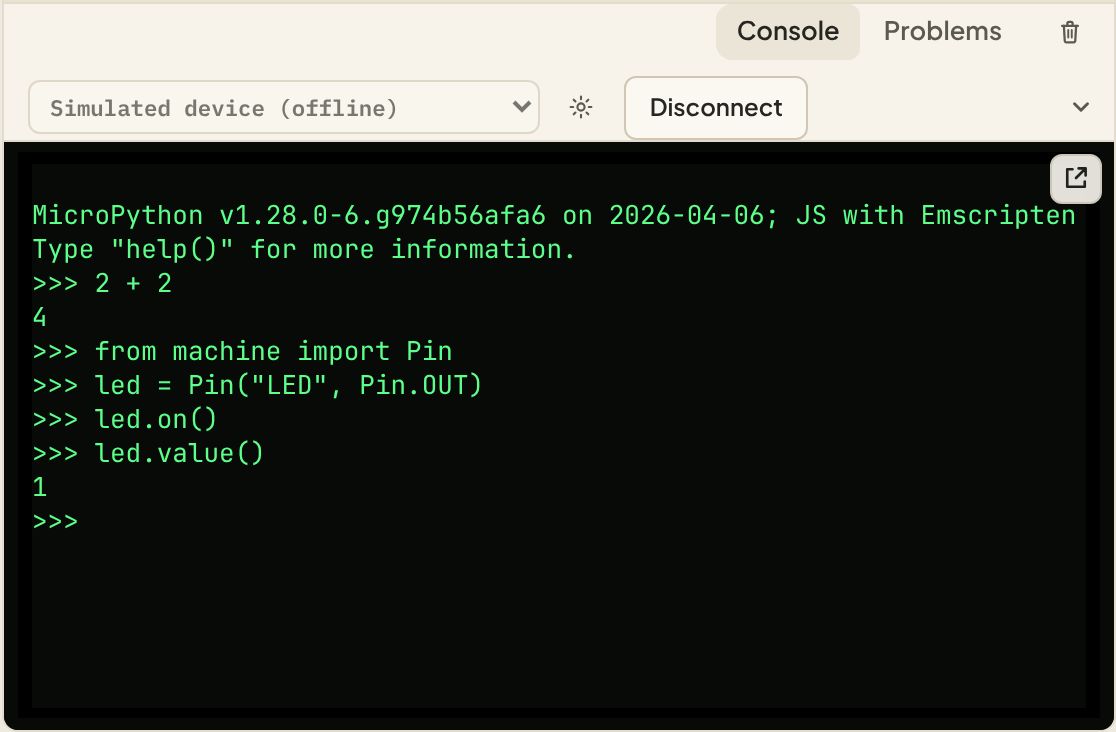 Console Problems
Simulated device (offline) Disconnect
MicroPython v1.28.0-6.g974b56afa6 on 2026-04-06; JS with Emscripten
Type "help()" for more information.
>>> 2 + 2
4
>>> from machine import Pin
>>> led = Pin("LED", Pin.OUT)
>>> led.on()
>>> led.value()
1
>>>